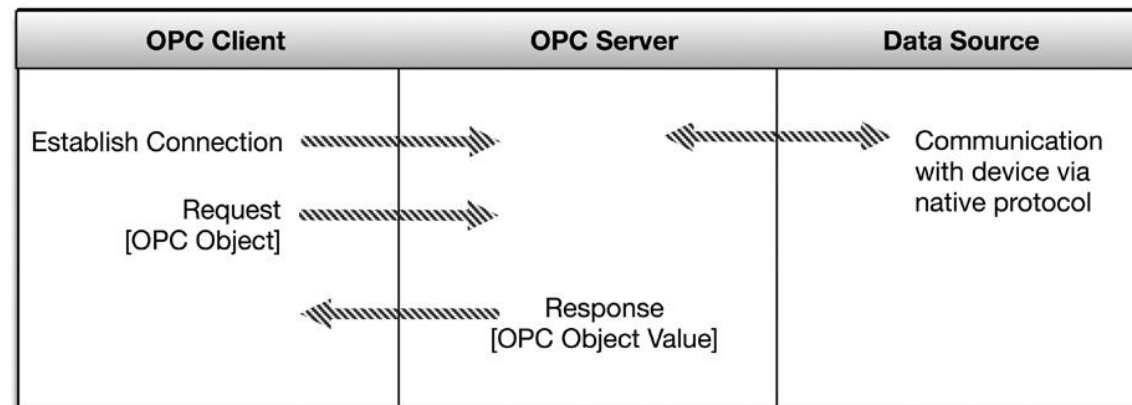 OPC Client
OPC Server
Data Source
Establish Connection
Communication
with device via
native protocol
Request
[OPC Object]
Response
[OPC Object Value]